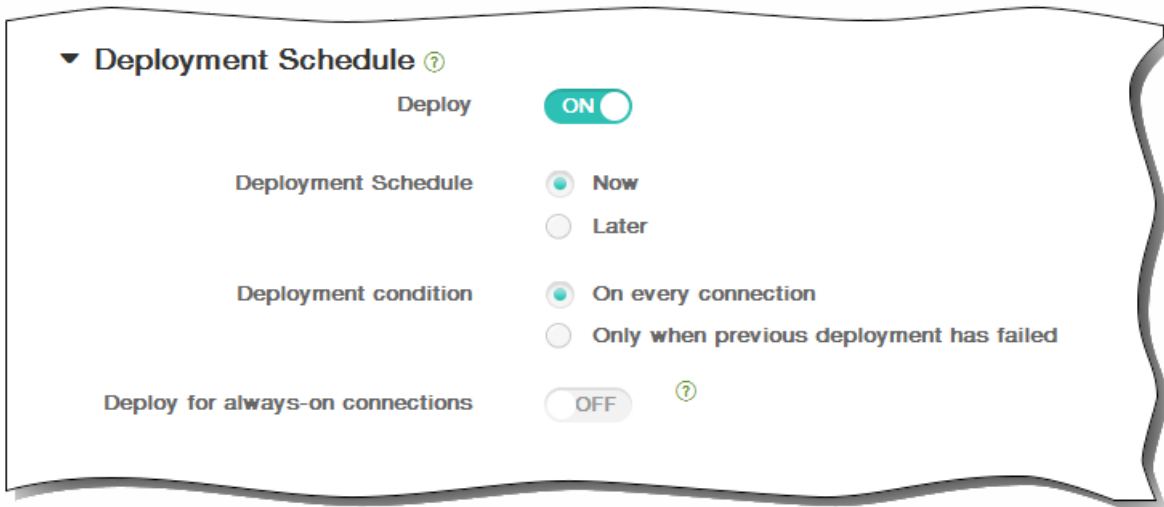 Deployment Schedule ?
Deploy ON
Deployment Schedule Now
Later
Deployment condition On every connection
Only when previous deployment has failed
Deploy for always-on connections OFF ?